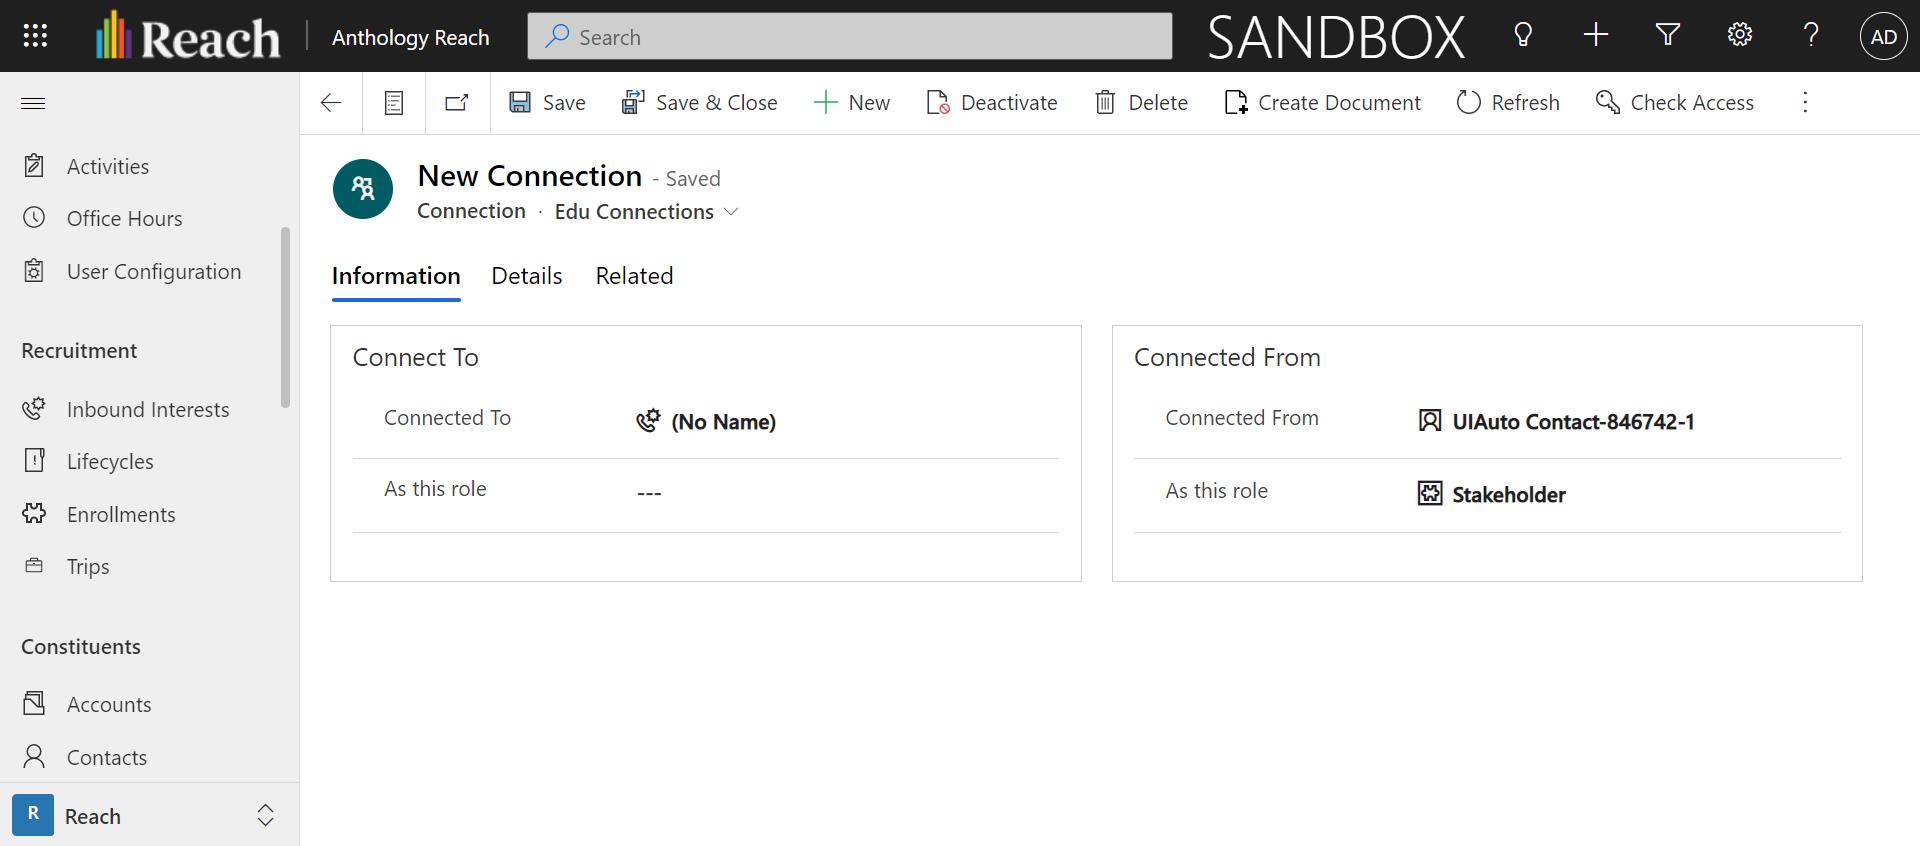 Reach
Anthology Reach
Search
SANDBOX
AD
Save
Save & Close
New
Deactivate
Delete
Create Document
Refresh
Check Access
Activities
Office Hours
User Configuration
Recruitment
Inbound Interests
Lifecycles
Enrollments
Trips
Constituents
Accounts
Contacts
R
Reach
New Connection - Saved
Connection · Edu Connections
Information
Details
Related
Connect To
Connected To
(No Name)
As this role
---
Connected From
Connected From
UIAuto Contact-846742-1
As this role
Stakeholder